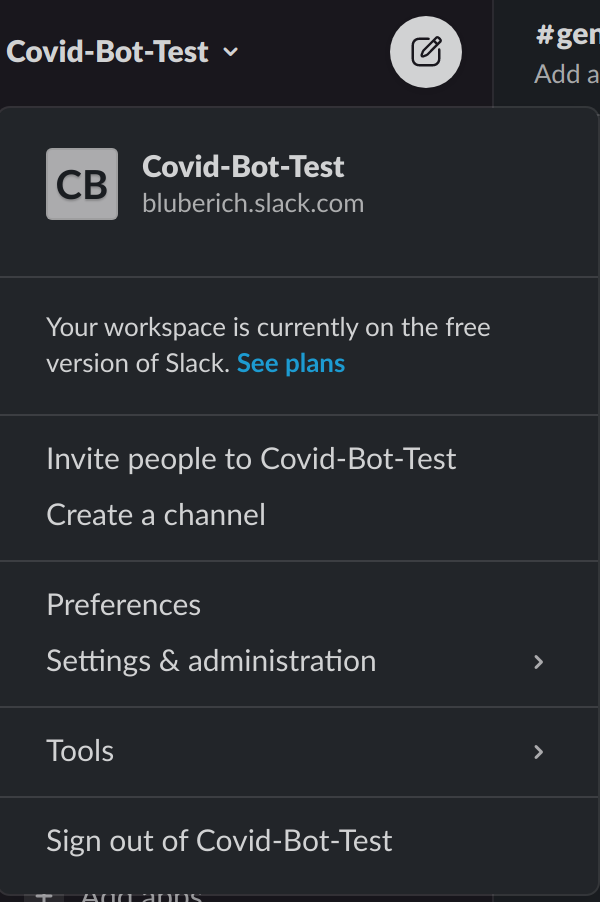 Covid-Bot-Test
#gen
Add a
CB
Covid-Bot-Test
bluberich.slack.com
Your workspace is currently on the free
version of Slack. See plans
Invite people to Covid-Bot-Test
Create a channel
Preferences
Settings & administration
Tools
Sign out of Covid-Bot-Test
Add apps